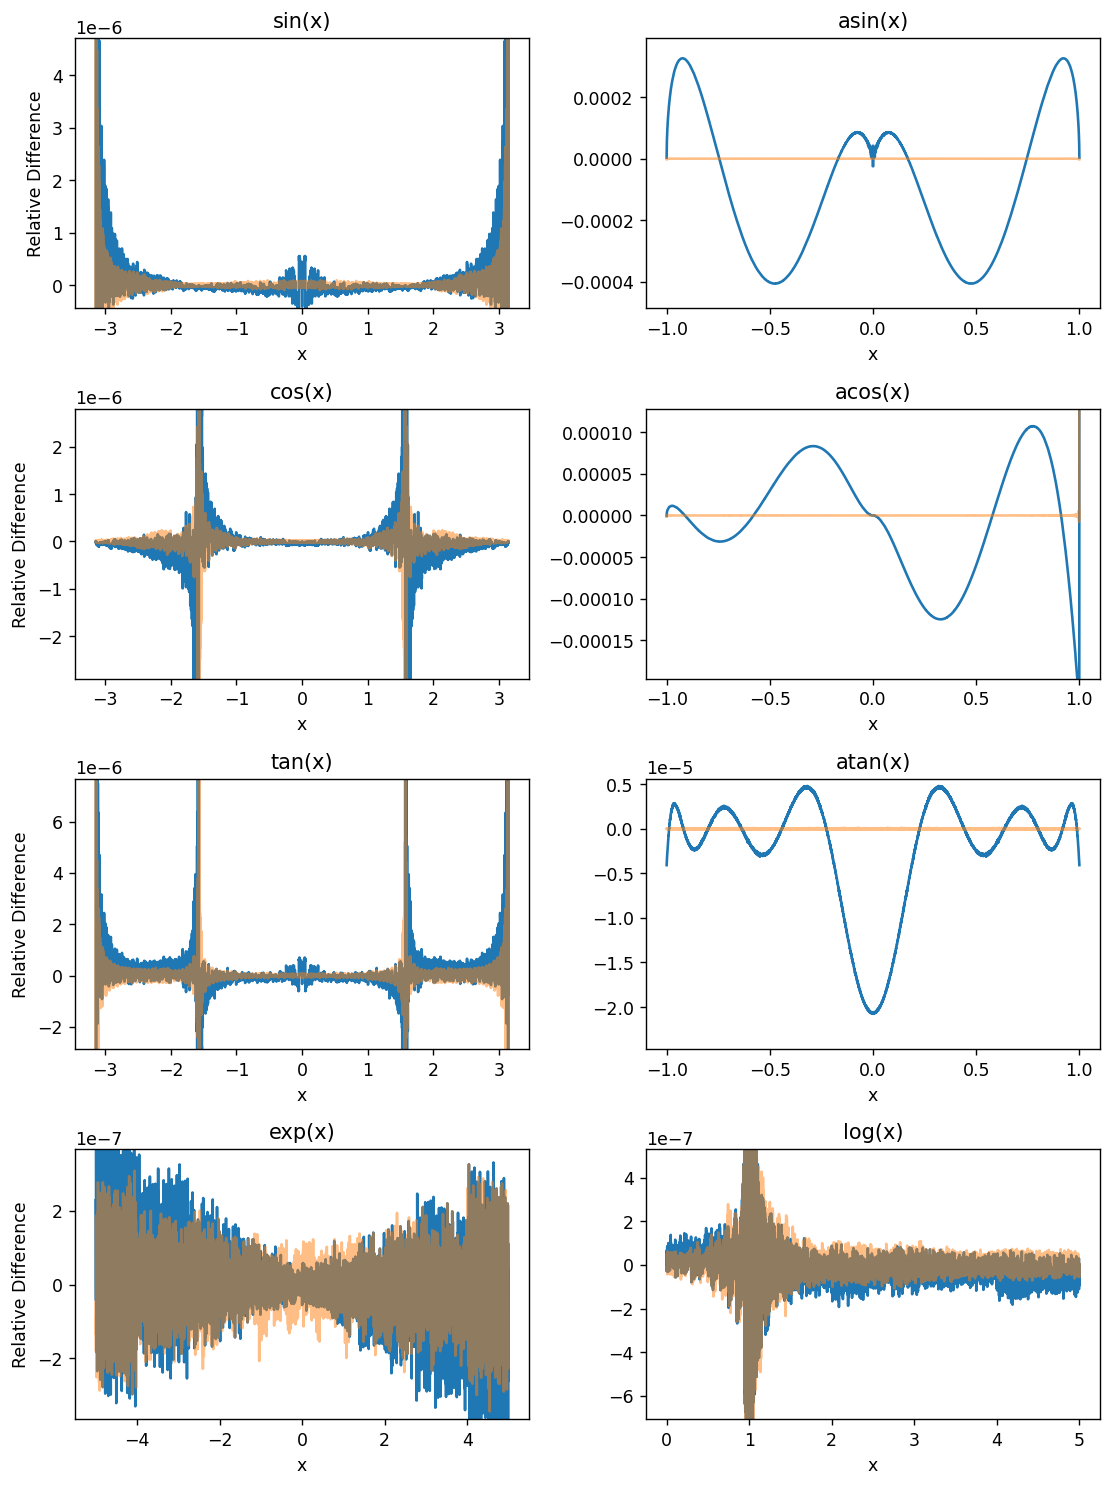 sin(x)
1e−6
Relative Difference
4
3
2
1
0
−3 −2 −1 0 1 2 3
x
asin(x)
0.0002
0.0000
−0.0002
−0.0004
−1.0 −0.5 0.0 0.5 1.0
x
cos(x)
1e−6
Relative Difference
2
1
0
−1
−2
−3 −2 −1 0 1 2 3
x
acos(x)
0.00010
0.00005
0.00000
−0.00005
−0.00010
−0.00015
−1.0 −0.5 0.0 0.5 1.0
x
tan(x)
1e−6
Relative Difference
6
4
2
0
−2
−3 −2 −1 0 1 2 3
x
atan(x)
1e−5
0.5
0.0
−0.5
−1.0
−1.5
−2.0
−1.0 −0.5 0.0 0.5 1.0
x
exp(x)
1e−7
Relative Difference
2
0
−2
−4 −2 0 2 4
x
log(x)
1e−7
4
2
0
−2
−4
−6
0 1 2 3 4 5
x